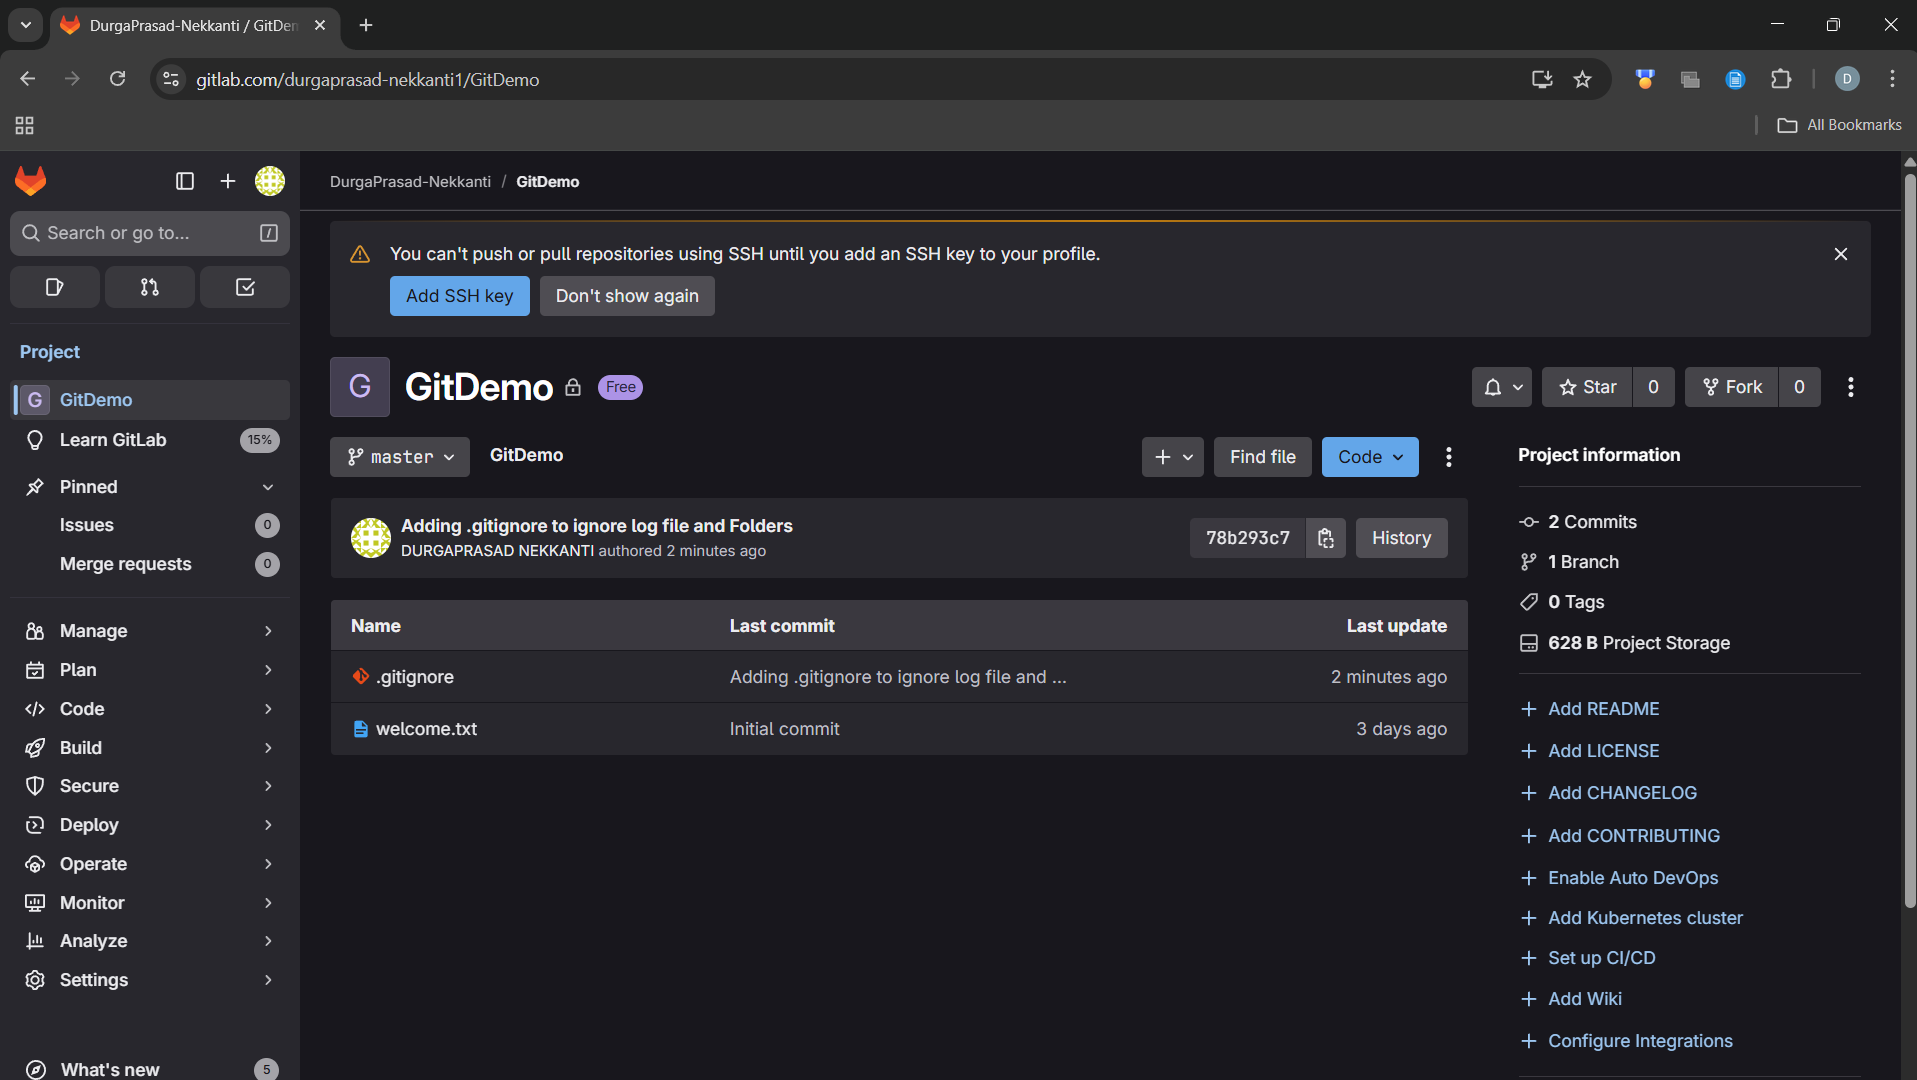 DurgaPrasad-Nekkanti / GitDem
gitlab.com/durgaprasad-nekkanti1/GitDemo
D
All Bookmarks
Search or go to...
/
Project
G GitDemo
Learn GitLab 15%
Pinned
Issues 0
Merge requests 0
Manage
Plan
Code
Build
Secure
Deploy
Operate
Monitor
Analyze
Settings
What's new 5
DurgaPrasad-Nekkanti / GitDemo
You can't push or pull repositories using SSH until you add an SSH key to your profile.
Add SSH key Don't show again
G GitDemo Free
Star 0 Fork 0
master GitDemo
Find file Code
Adding .gitignore to ignore log file and Folders
DURGAPRASAD NEKKANTI authored 2 minutes ago
78b293c7 History
Name Last commit Last update
.gitignore Adding .gitignore to ignore log file and ... 2 minutes ago
welcome.txt Initial commit 3 days ago
Project information
2 Commits
1 Branch
0 Tags
628 B Project Storage
+ Add README
+ Add LICENSE
+ Add CHANGELOG
+ Add CONTRIBUTING
+ Enable Auto DevOps
+ Add Kubernetes cluster
+ Set up CI/CD
+ Add Wiki
+ Configure Integrations